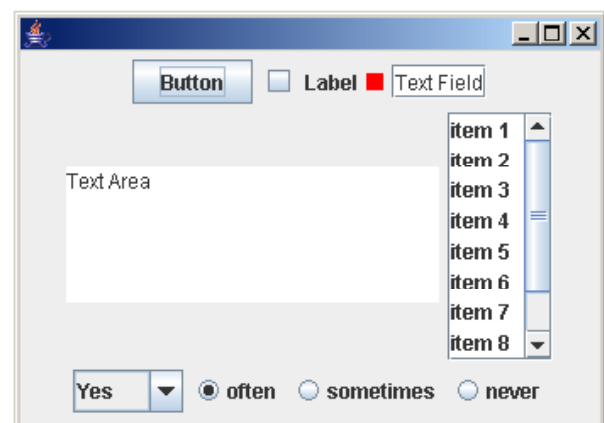 Button Label Text Field
item 1
item 2
Text Area
item 3
item 4
item 5
item 6
item 7
item 8
Yes often sometimes never